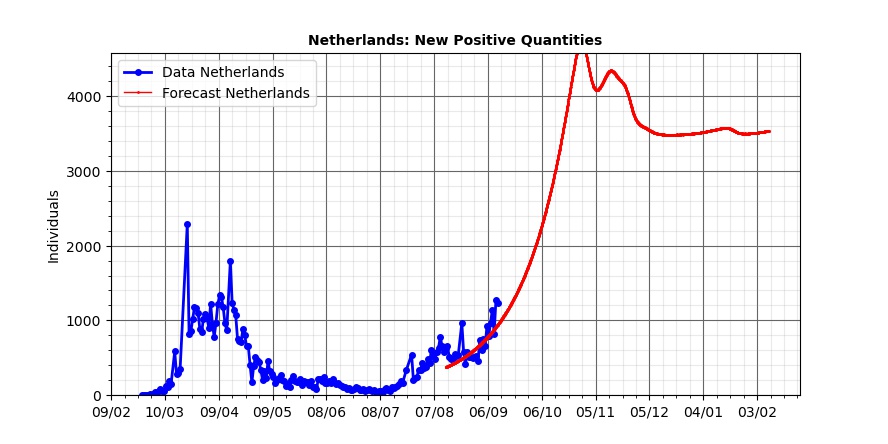 Netherlands: New Positive Quantities
Data Netherlands
Forecast Netherlands
Individuals
4000
3000
2000
1000
0
09/02 10/03 09/04 09/05 08/06 08/07 07/08 06/09 06/10 05/11 05/12 04/01 03/02